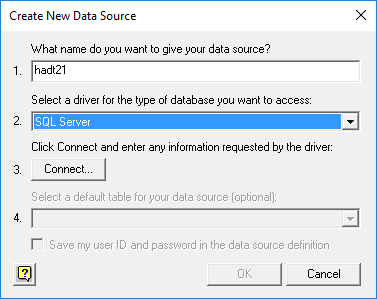 Create New Data Source
What name do you want to give your data source?
1. hadt21
Select a driver for the type of database you want to access:
2. SQL Server
Click Connect and enter any information requested by the driver:
3. Connect...
Select a default table for your data source (optional):
4.
Save my user ID and password in the data source definition
? OK Cancel